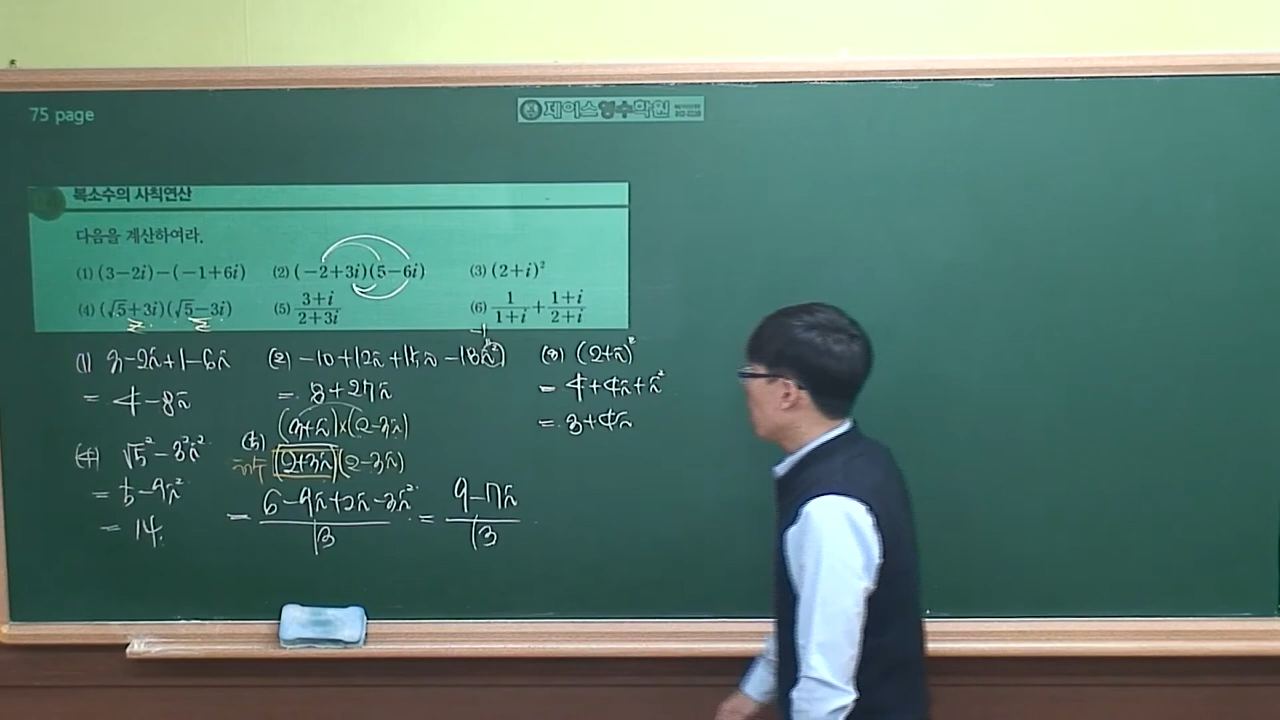 75 page
제이스영수학원
복소수의 사칙연산
다음을 계산하여라.
(1) (3-2i)-(-1+6i) (2) (-2+3i)(5-6i) (3) (2+i)²
(4) (√5+3i)(√5-3i) (5) (3+i)/(2+3i) (6) 1/(1+i) + (1+i)/(2+i)
(1) 3-2i+1-6i
= 4-8i
(2) -10+12i+15i-18i²
-1
= 8+27i
(3) (2+i)²
= 4+4i+i²
= 3+4i
(4) √5² - 3²i²
= 5-9i²
= 14.
(5) (3+i)×(2-3i)
(2+3i)(2-3i)
= (6-9i+2i-3i²)/13 = (9-7i)/13